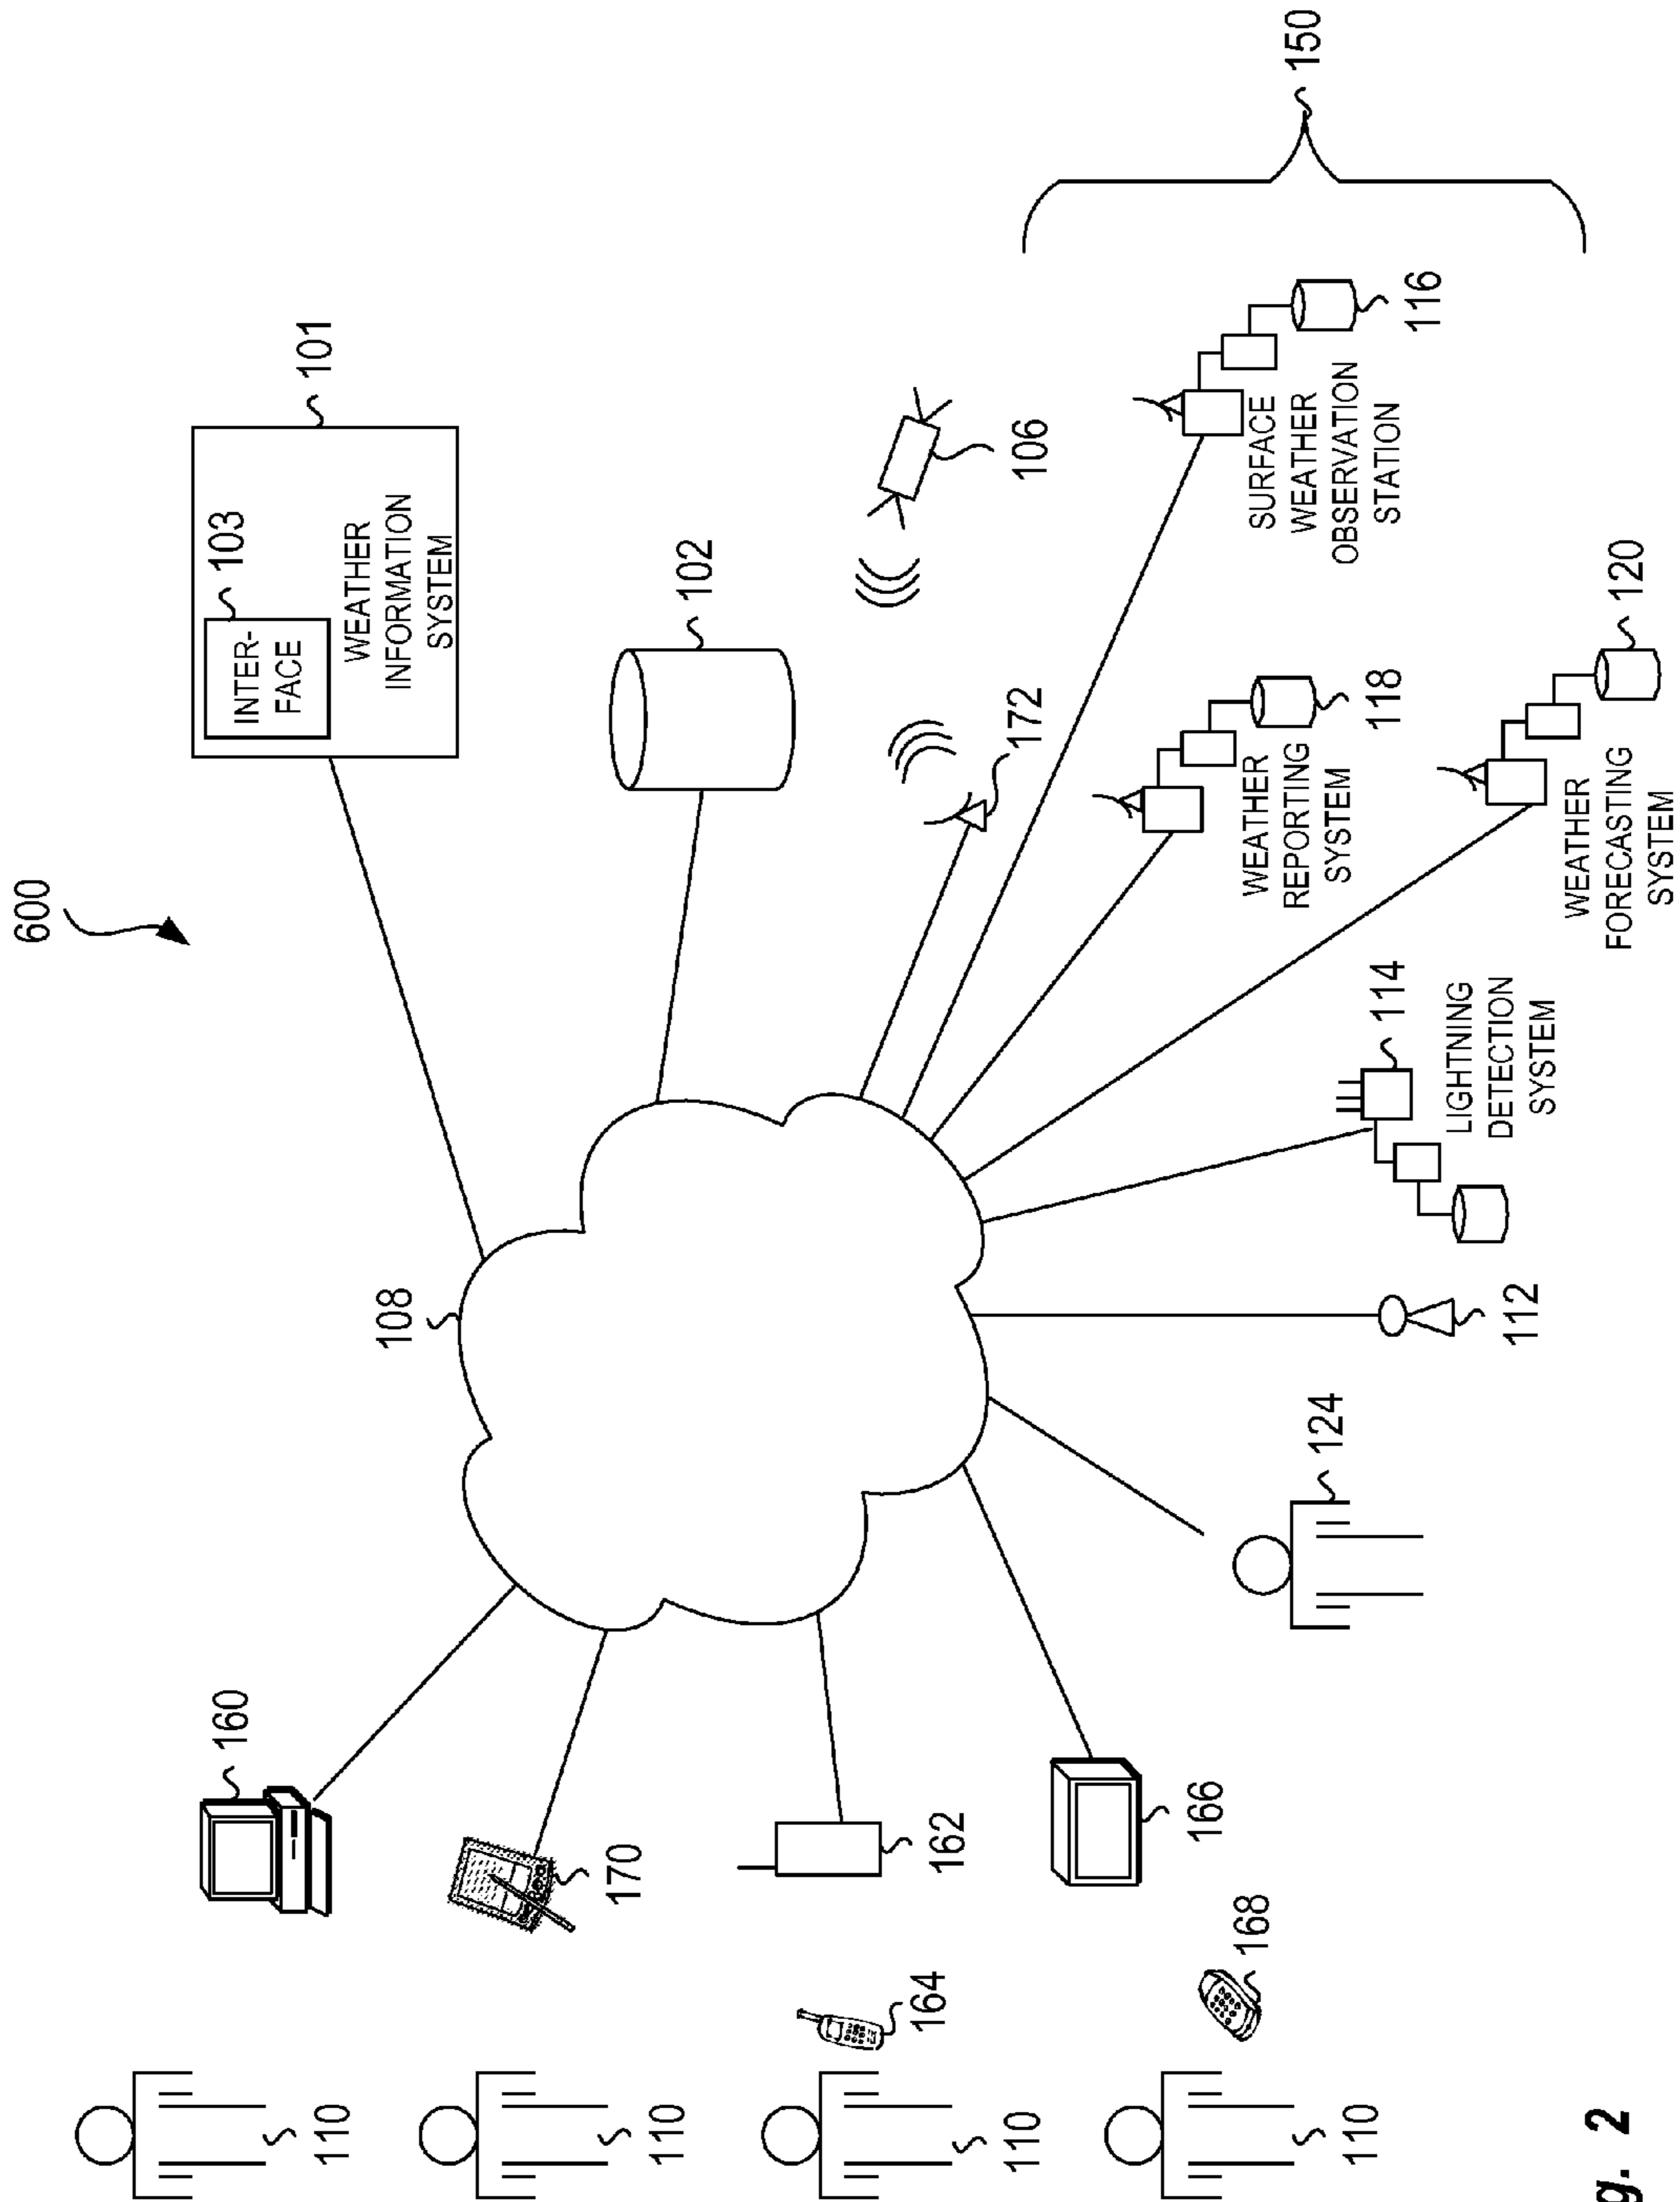 600
101
103
INTER-
FACE
WEATHER
INFORMATION
SYSTEM
102
108
106
172
160
170
162
164
166
168
110
110
110
110
124
112
114
LIGHTNING
DETECTION
SYSTEM
WEATHER
REPORTING
SYSTEM
118
SURFACE
WEATHER
OBSERVATION
STATION
116
WEATHER
FORECASTING
SYSTEM
120
150
g. 2